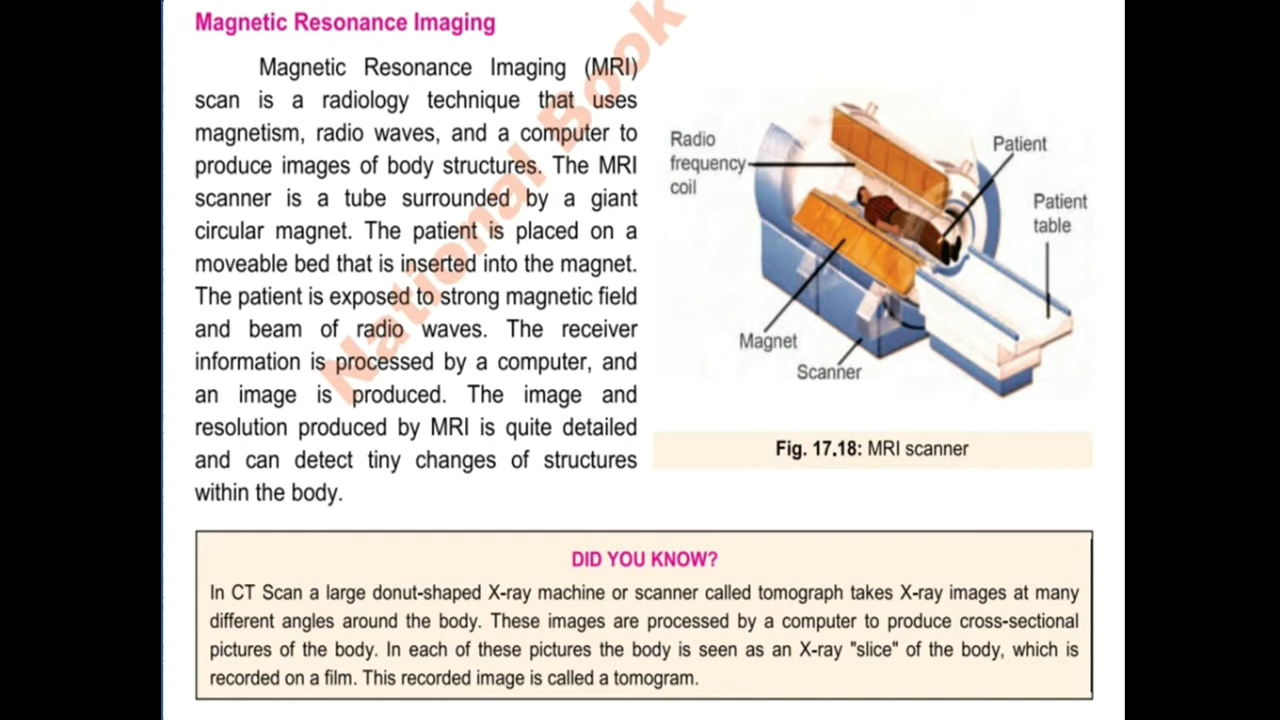 Magnetic Resonance Imaging
Magnetic Resonance Imaging (MRI)
scan is a radiology technique that uses
magnetism, radio waves, and a computer to
produce images of body structures. The MRI
scanner is a tube surrounded by a giant
circular magnet. The patient is placed on a
moveable bed that is inserted into the magnet.
The patient is exposed to strong magnetic field
and beam of radio waves. The receiver
information is processed by a computer, and
an image is produced. The image and
resolution produced by MRI is quite detailed
and can detect tiny changes of structures
within the body.
National Book
Radio
frequency
coil
Patient
Patient
table
Magnet
Scanner
Fig. 17.18: MRI scanner
DID YOU KNOW?
In CT Scan a large donut-shaped X-ray machine or scanner called tomograph takes X-ray images at many
different angles around the body. These images are processed by a computer to produce cross-sectional
pictures of the body. In each of these pictures the body is seen as an X-ray "slice" of the body, which is
recorded on a film. This recorded image is called a tomogram.